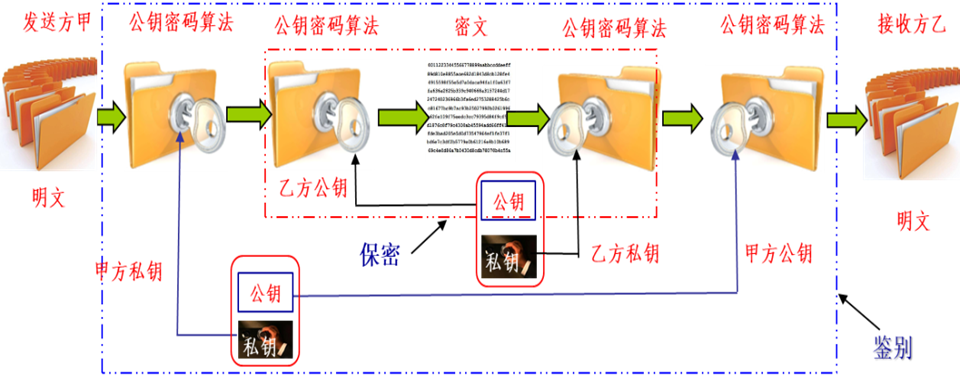 发送方甲
公钥密码算法
公钥密码算法
密文
公钥密码算法
公钥密码算法
接收方乙
明文
乙方公钥
公钥
私钥
乙方私钥
保密
甲方私钥
公钥
私钥
甲方公钥
明文
鉴别